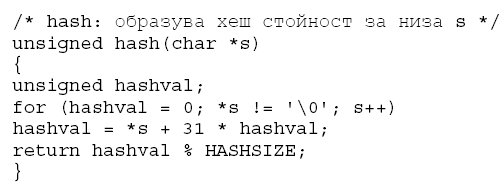 /* hash: образува хеш стойност за низа s */
unsigned hash(char *s)
{
unsigned hashval;
for (hashval = 0; *s != '\0'; s++)
hashval = *s + 31 * hashval;
return hashval % HASHSIZE;
}